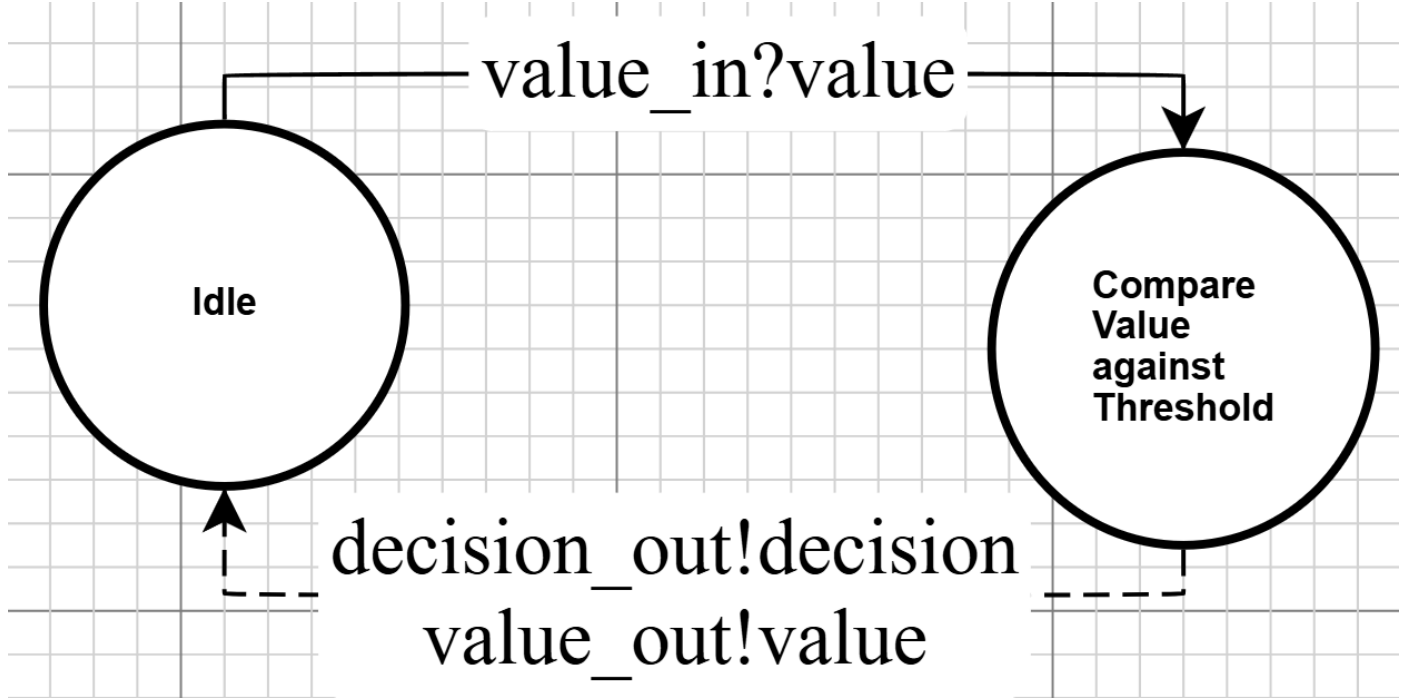 value_in?value
Idle
Compare
Value
against
Threshold
decision_out!decision
value_out!value